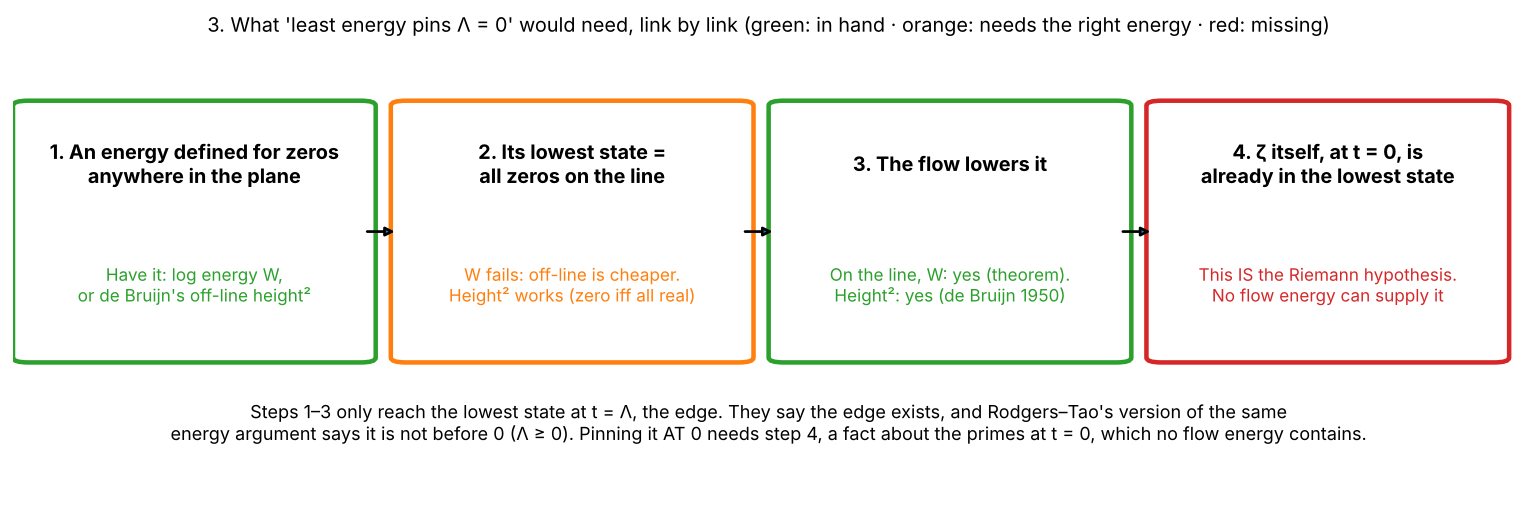 3. What 'least energy pins Λ = 0' would need, link by link (green: in hand · orange: needs the right energy · red: missing)
1. An energy defined for zeros
anywhere in the plane
Have it: log energy W,
or de Bruijn's off-line height²
2. Its lowest state =
all zeros on the line
W fails: off-line is cheaper.
Height² works (zero iff all real)
3. The flow lowers it
On the line, W: yes (theorem).
Height²: yes (de Bruijn 1950)
4. ζ itself, at t = 0, is
already in the lowest state
This IS the Riemann hypothesis.
No flow energy can supply it
Steps 1–3 only reach the lowest state at t = Λ, the edge. They say the edge exists, and Rodgers–Tao's version of the same
energy argument says it is not before 0 (Λ ≥ 0). Pinning it AT 0 needs step 4, a fact about the primes at t = 0, which no flow energy contains.